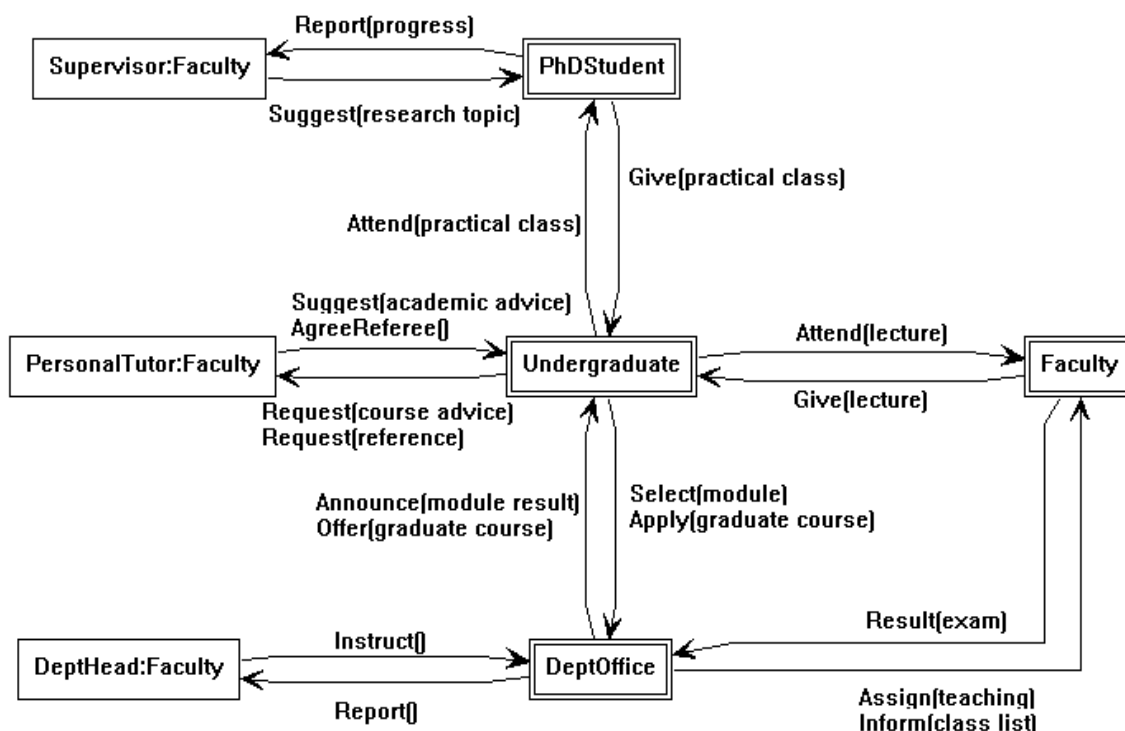 Report(progress)
Supervisor:Faculty
PhDStudent
Suggest(research topic)
Give(practical class)
Attend(practical class)
Suggest(academic advice)
AgreeReferee()
Attend(lecture)
PersonalTutor:Faculty
Undergraduate
Faculty
Request(course advice)
Request(reference)
Give(lecture)
Announce(module result)
Offer(graduate course)
Select(module)
Apply(graduate course)
Result(exam)
Instruct()
DeptHead:Faculty
DeptOffice
Report()
Assign(teaching)
Inform(class list)